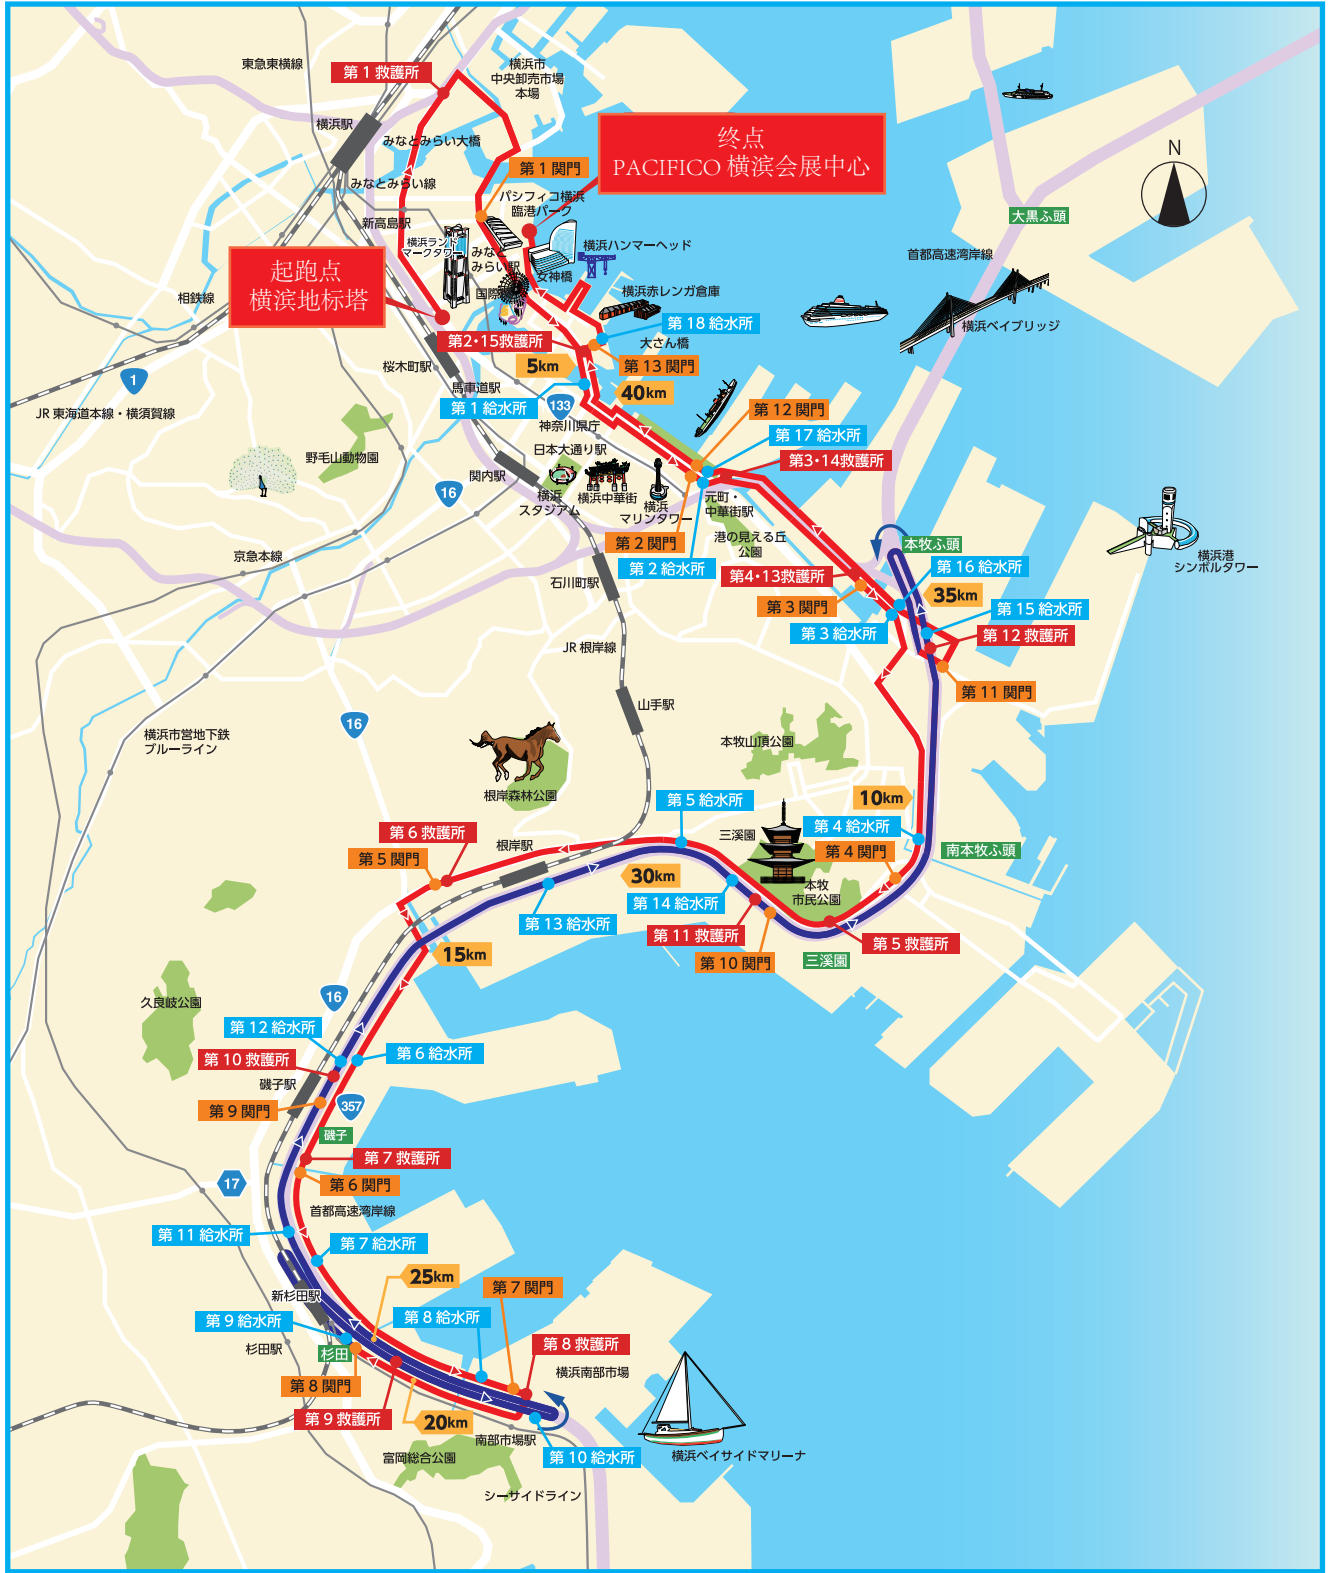 東急東横線
第1救護所
横浜市
中央卸売市場
本場
横浜駅
みなとみらい大橋
终点
PACIFICO 横滨会展中心
N
第1関門
みなとみらい線
パシフィコ横浜
臨港パーク
大黒ふ頭
新高島駅
横浜ランド
マークタワー
みなと
みらい駅
横浜ハンマーヘッド
首都高速湾岸線
起跑点
横滨地标塔
女神橋
国際
相鉄線
横浜赤レンガ倉庫
第18給水所
横浜ベイブリッジ
第2・15救護所
大さん橋
桜木町駅
5km
第13関門
1
馬車道駅
40km
JR東海道本線・横須賀線
第1給水所
133
第12関門
神奈川県庁
第17給水所
日本大通り駅
野毛山動物園
第3・14救護所
関内駅
16
横浜
スタジアム
横浜中華街
横浜
マリンタワー
元町・
中華街駅
港の見える丘
公園
第2関門
本牧ふ頭
京急本線
第2給水所
第16給水所
横浜港
シンボルタワー
石川町駅
第4・13救護所
35km
第3関門
第15給水所
第3給水所
第12救護所
JR根岸線
第11関門
山手駅
16
横浜市営地下鉄
ブルーライン
本牧山頂公園
根岸森林公園
10km
第5給水所
第6救護所
根岸駅
三溪園
第4給水所
第5関門
第4関門
南本牧ふ頭
30km
本牧
市民公園
第14給水所
第13給水所
第11救護所
第5救護所
15km
第10関門
三溪園
久良岐公園
16
第12給水所
第6給水所
第10救護所
磯子駅
第9関門
357
磯子
第7救護所
17
第6関門
首都高速湾岸線
第11給水所
第7給水所
25km
第7関門
新杉田駅
第9給水所
第8給水所
杉田駅
杉田
第8救護所
横浜南部市場
第8関門
第9救護所
20km
南部市場駅
富岡総合公園
第10給水所
横浜ベイサイドマリーナ
シーサイドライン